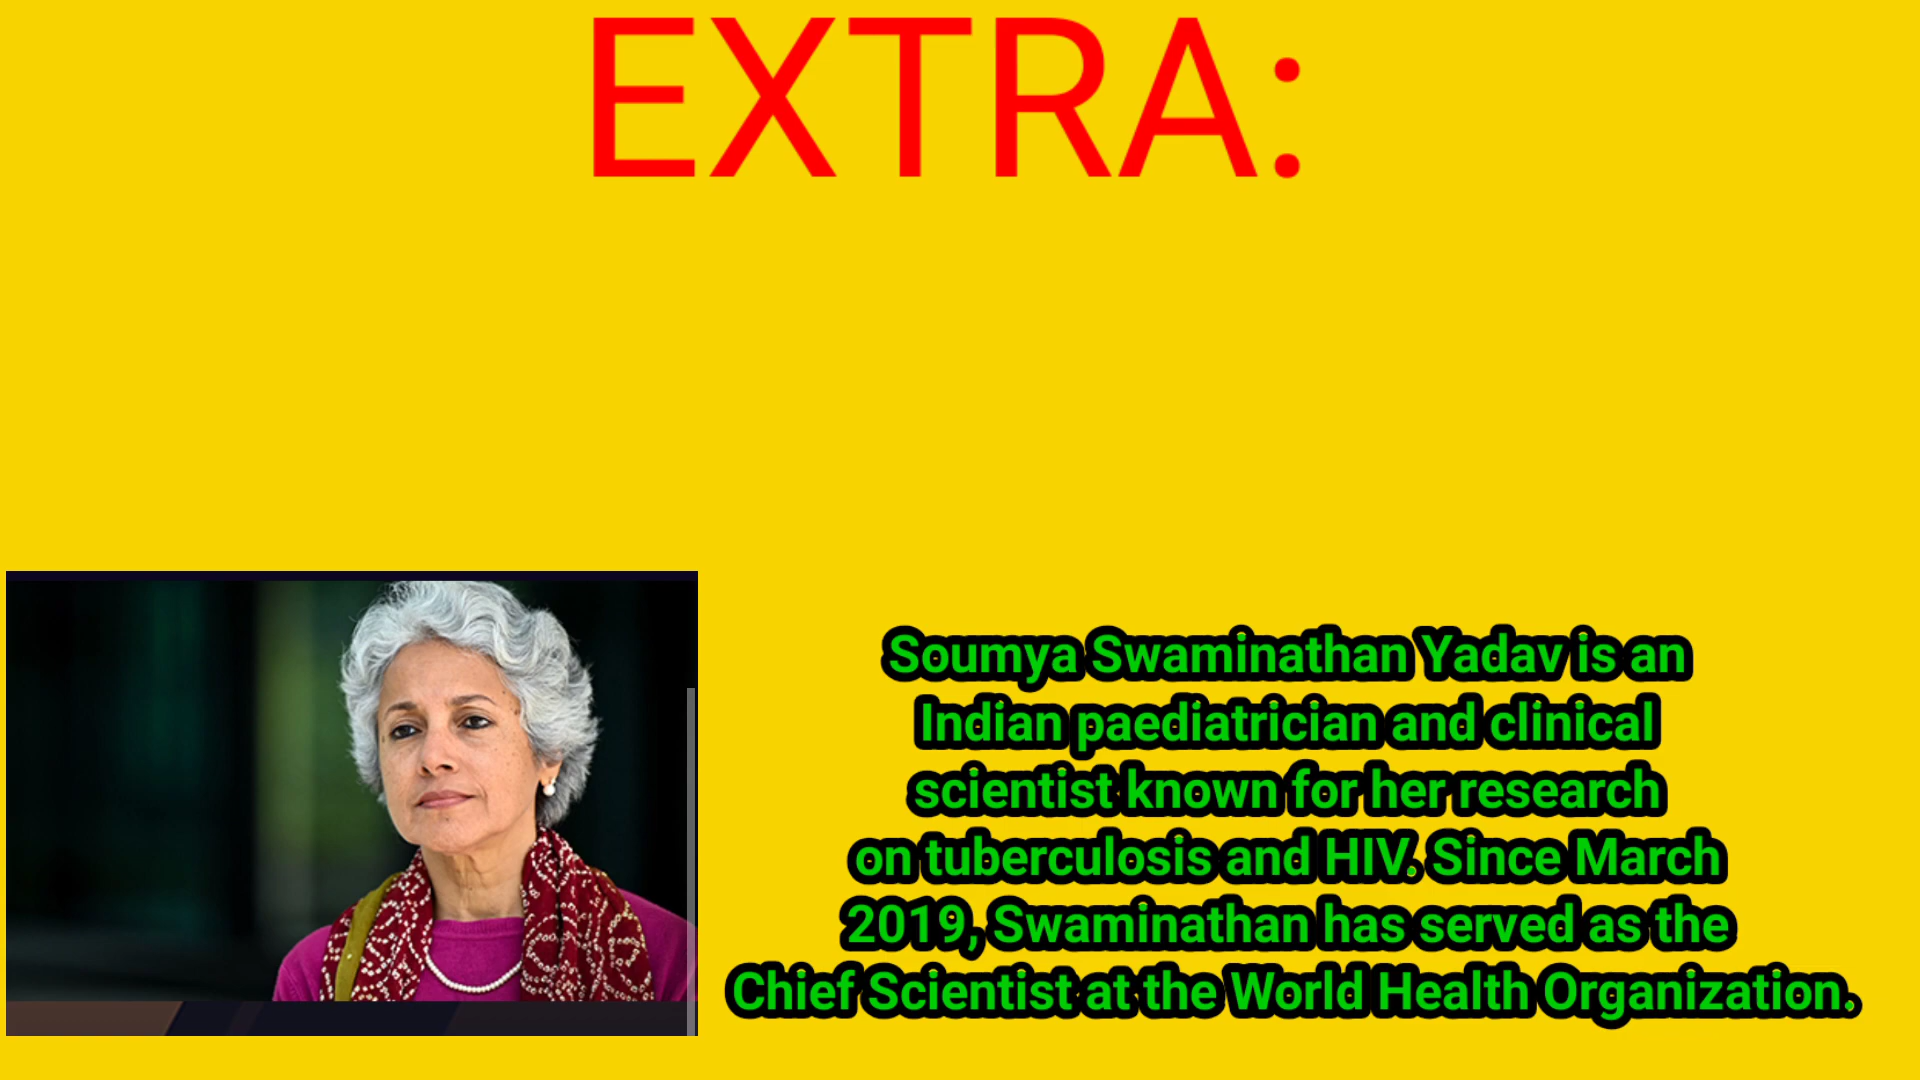 EXTRA:
Soumya Swaminathan Yadav is an
Indian paediatrician and clinical
scientist known for her research
on tuberculosis and HIV. Since March
2019, Swaminathan has served as the
Chief Scientist at the World Health Organization.